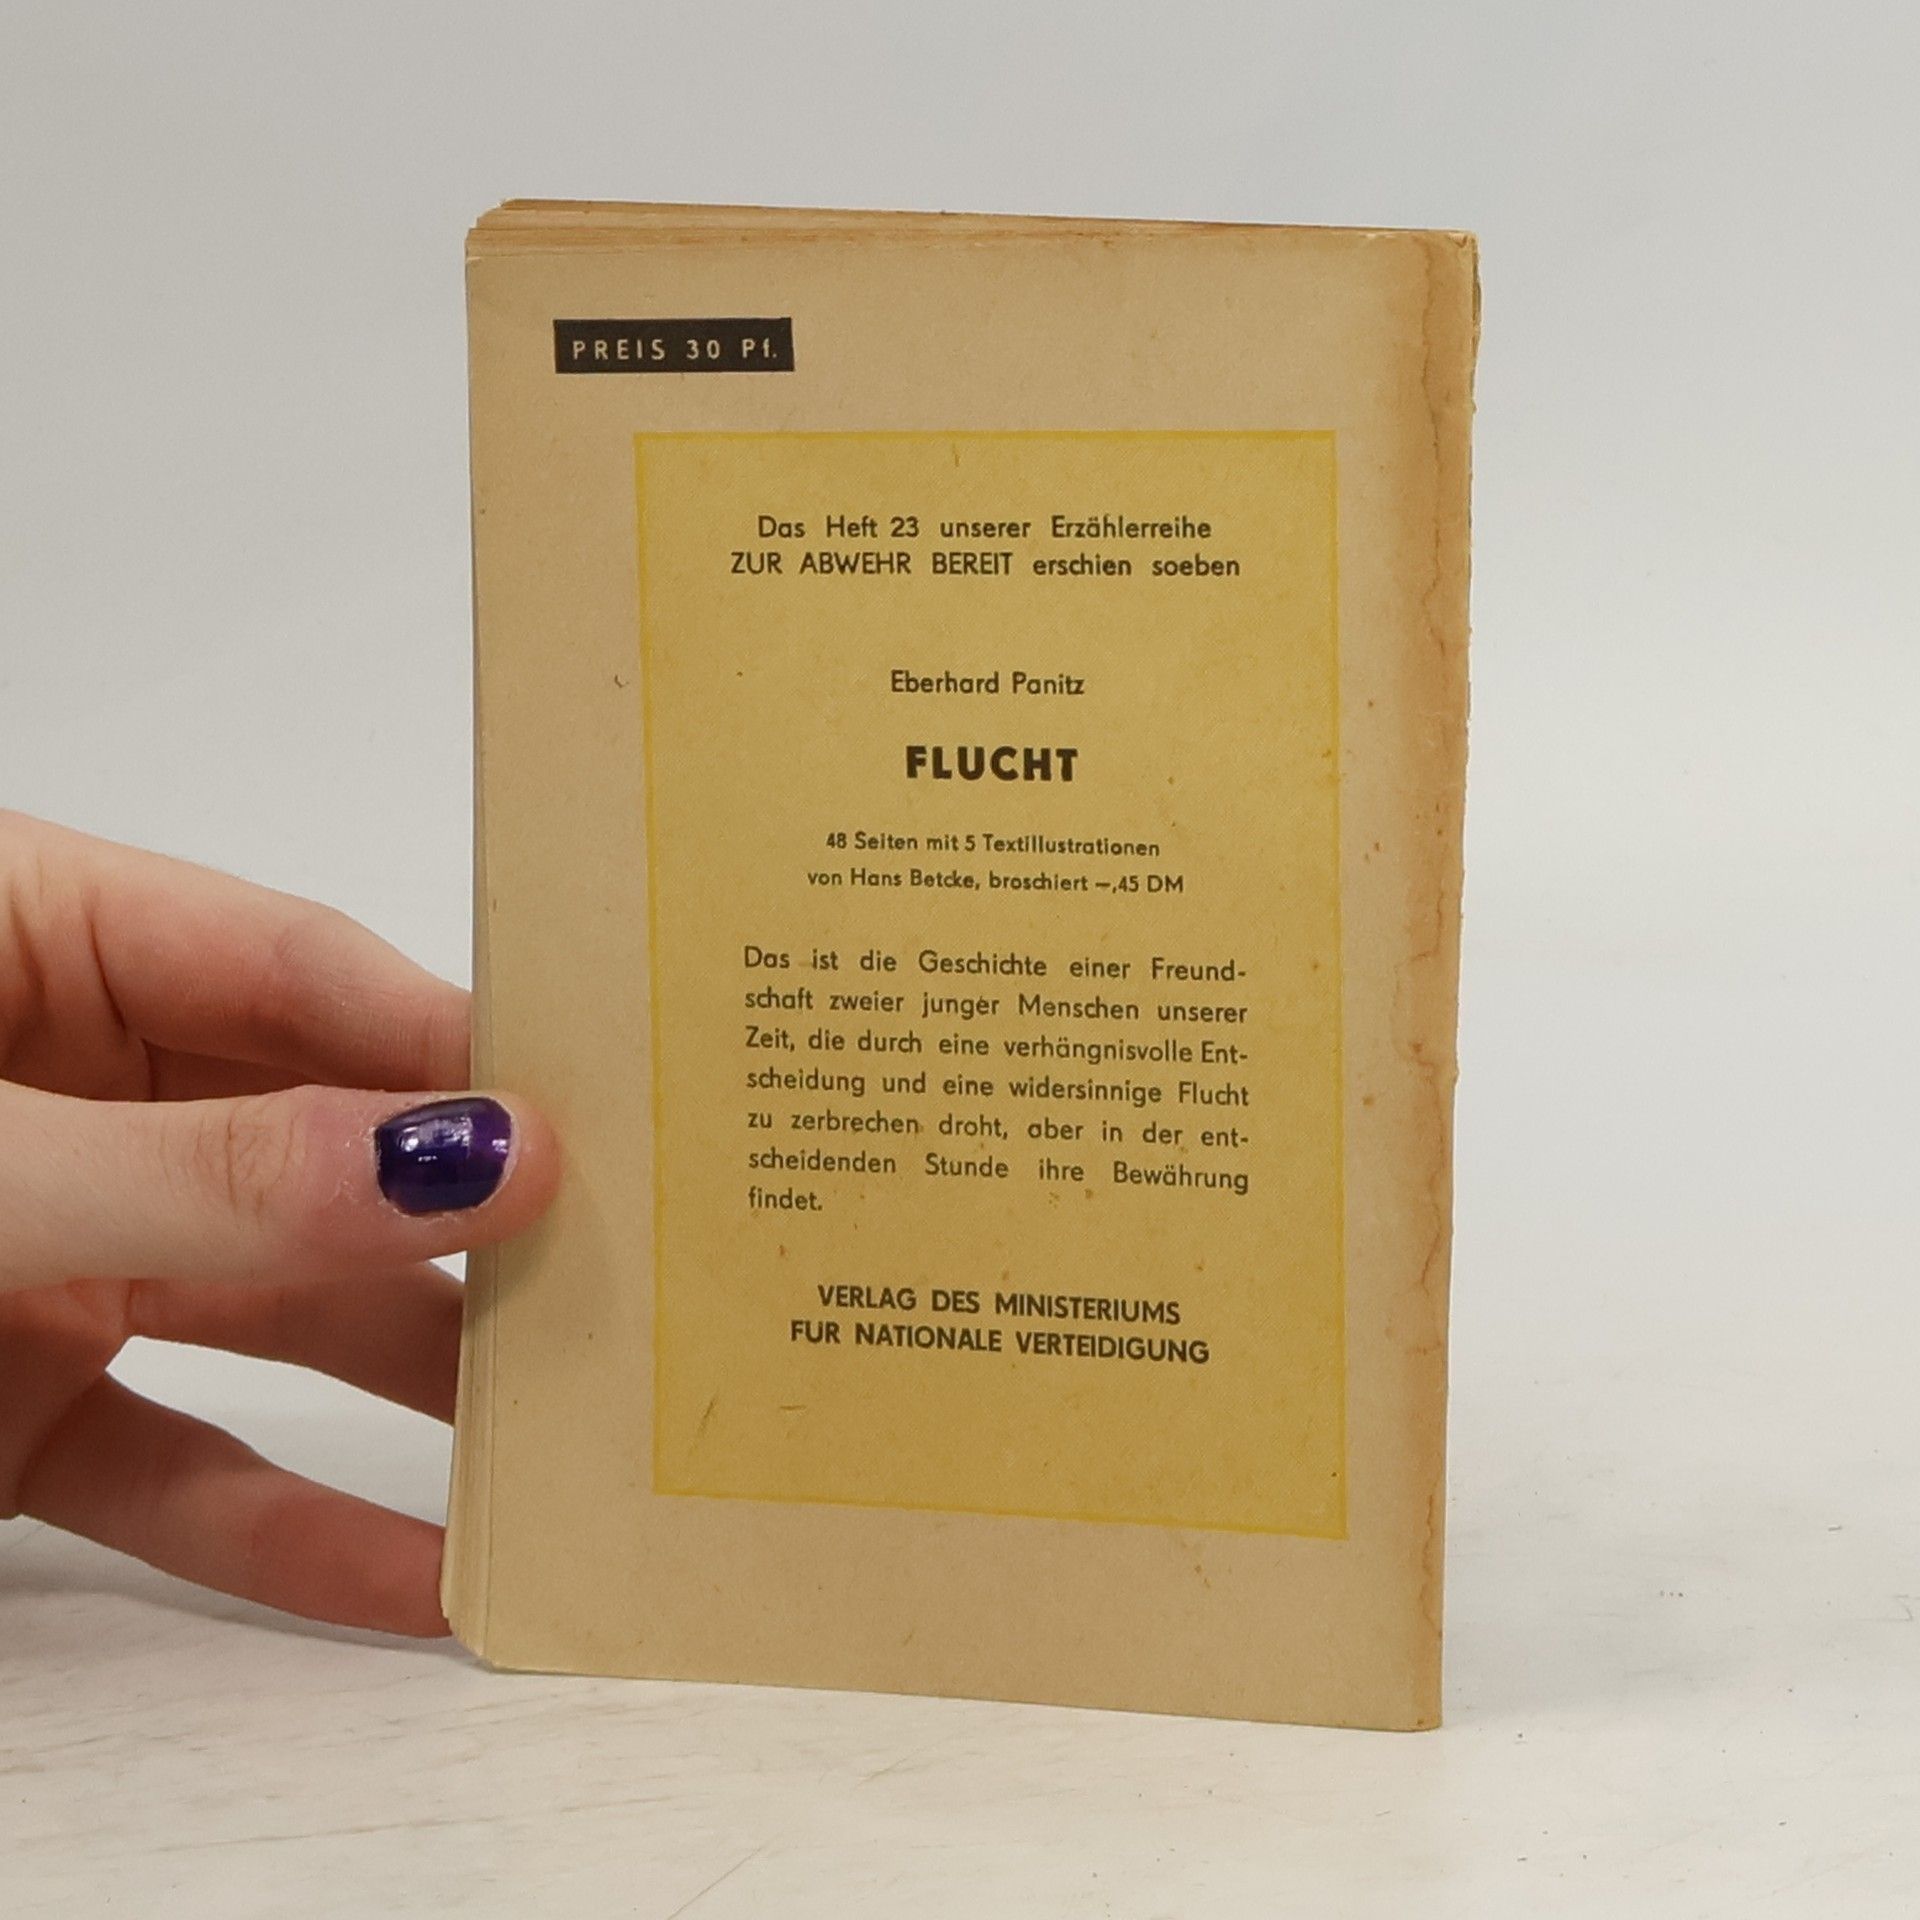 PREIS 30 Pf.
Das Heft 23 unserer Erzählerreihe
ZUR ABWEHR BEREIT erschien soeben
Eberhard Panitz
FLUCHT
48 Seiten mit 5 Textillustrationen
von Hans Betcke, broschiert —,45 DM
Das ist die Geschichte einer Freund-
schaft zweier junger Menschen unserer
Zeit, die durch eine verhängnisvolle Ent-
scheidung und eine widersinnige Flucht
zu zerbrechen droht, aber in der ent-
scheidenden Stunde ihre Bewährung
findet.
VERLAG DES MINISTERIUMS
FUR NATIONALE VERTEIDIGUNG